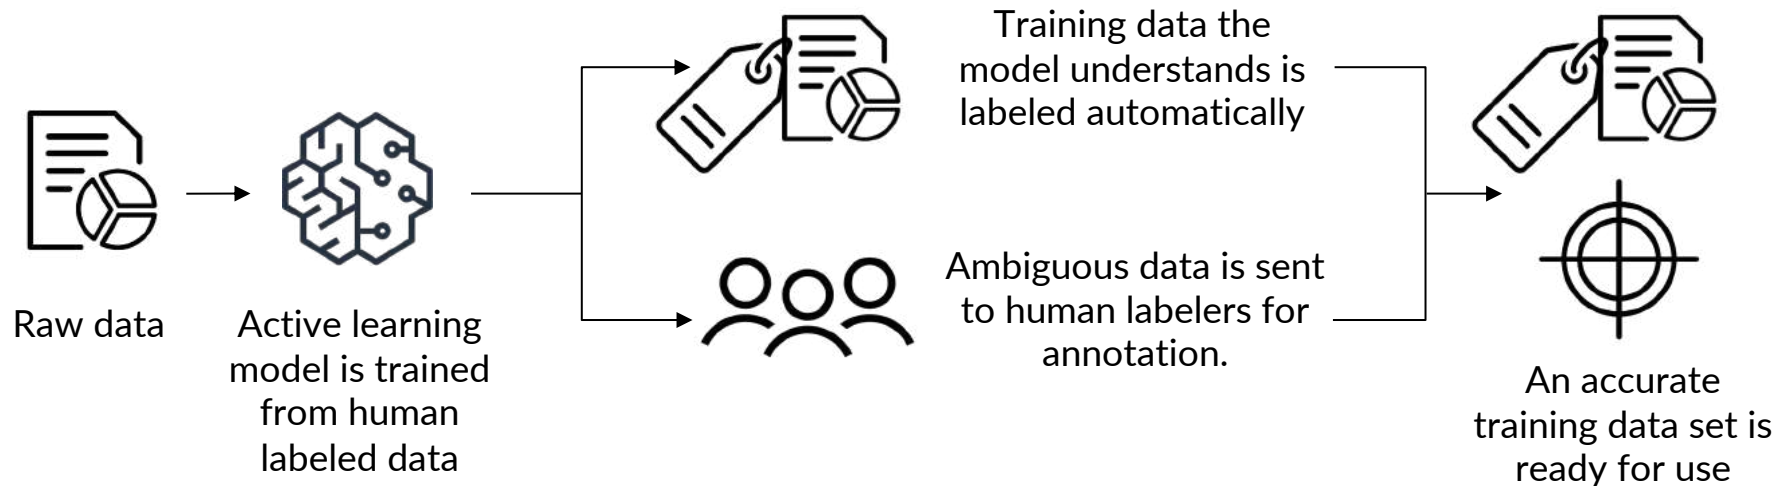 Raw data
Active learning
model is trained
from human
labeled data
Training data the
model understands is
labeled automatically
Ambiguous data is sent
to human labelers for
annotation.
An accurate
training data set is
ready for use